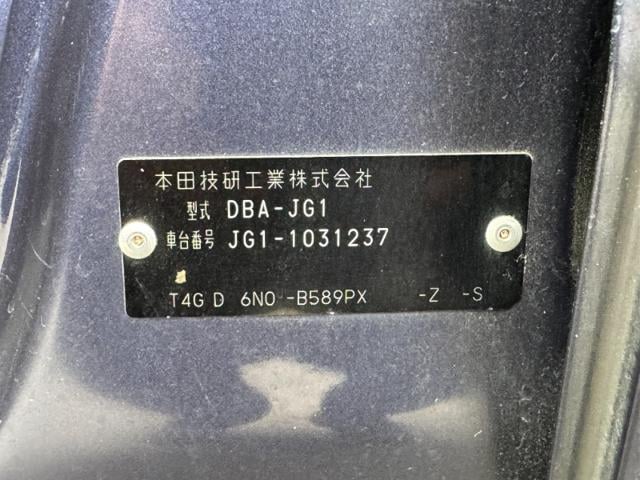 本田技研工業株式会社
型式 DBA-JG1
車台番号 JG1-1031237
T4G D 6N0 -B589PX -Z -S